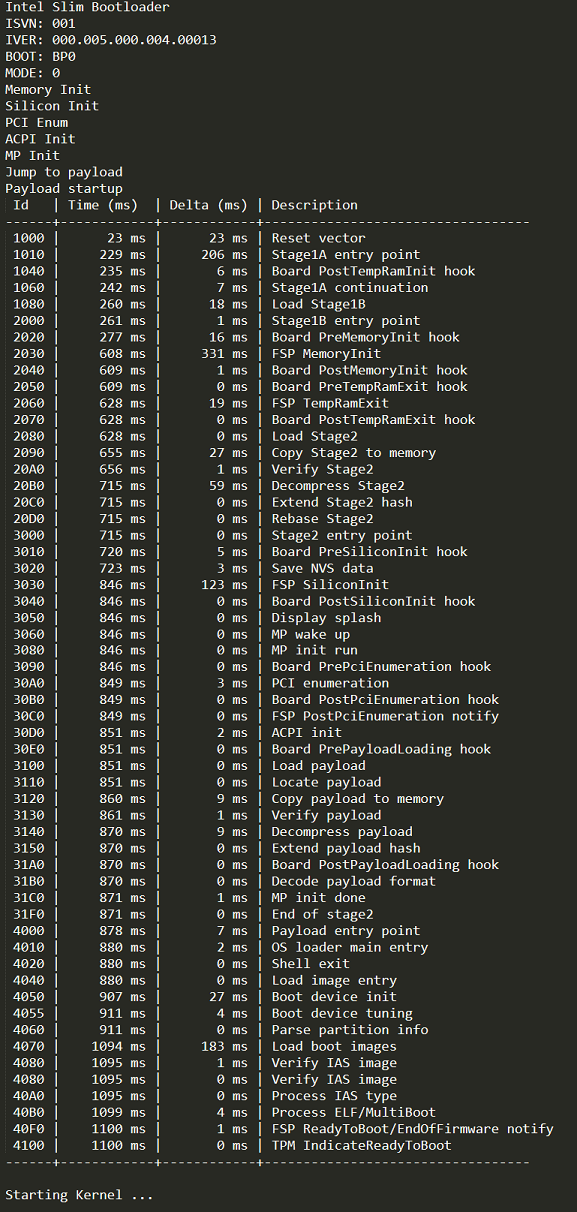 Intel Slim Bootloader
ISVN: 001
IVER: 000.005.000.004.00013
BOOT: BP0
MODE: 0
Memory Init
Silicon Init
PCI Enum
ACPI Init
MP Init
Jump to payload
Payload startup
 Id   | Time (ms)  | Delta (ms) | Description
------+------------+------------+----------------------------------
 1000 |      23 ms |      23 ms | Reset vector
 1010 |     229 ms |     206 ms | Stage1A entry point
 1040 |     235 ms |       6 ms | Board PostTempRamInit hook
 1060 |     242 ms |       7 ms | Stage1A continuation
 1080 |     260 ms |      18 ms | Load Stage1B
 2000 |     261 ms |       1 ms | Stage1B entry point
 2020 |     277 ms |      16 ms | Board PreMemoryInit hook
 2030 |     608 ms |     331 ms | FSP MemoryInit
 2040 |     609 ms |       1 ms | Board PostMemoryInit hook
 2050 |     609 ms |       0 ms | Board PreTempRamExit hook
 2060 |     628 ms |      19 ms | FSP TempRamExit
 2070 |     628 ms |       0 ms | Board PostTempRamExit hook
 2080 |     628 ms |       0 ms | Load Stage2
 2090 |     655 ms |      27 ms | Copy Stage2 to memory
 20A0 |     656 ms |       1 ms | Verify Stage2
 20B0 |     715 ms |      59 ms | Decompress Stage2
 20C0 |     715 ms |       0 ms | Extend Stage2 hash
 20D0 |     715 ms |       0 ms | Rebase Stage2
 3000 |     715 ms |       0 ms | Stage2 entry point
 3010 |     720 ms |       5 ms | Board PreSiliconInit hook
 3020 |     723 ms |       3 ms | Save NVS data
 3030 |     846 ms |     123 ms | FSP SiliconInit
 3040 |     846 ms |       0 ms | Board PostSiliconInit hook
 3050 |     846 ms |       0 ms | Display splash
 3060 |     846 ms |       0 ms | MP wake up
 3080 |     846 ms |       0 ms | MP init run
 3090 |     846 ms |       0 ms | Board PrePciEnumeration hook
 30A0 |     849 ms |       3 ms | PCI enumeration
 30B0 |     849 ms |       0 ms | Board PostPciEnumeration hook
 30C0 |     849 ms |       0 ms | FSP PostPciEnumeration notify
 30D0 |     851 ms |       2 ms | ACPI init
 30E0 |     851 ms |       0 ms | Board PrePayloadLoading hook
 3100 |     851 ms |       0 ms | Load payload
 3110 |     851 ms |       0 ms | Locate payload
 3120 |     860 ms |       9 ms | Copy payload to memory
 3130 |     861 ms |       1 ms | Verify payload
 3140 |     870 ms |       9 ms | Decompress payload
 3150 |     870 ms |       0 ms | Extend payload hash
 31A0 |     870 ms |       0 ms | Board PostPayloadLoading hook
 31B0 |     870 ms |       0 ms | Decode payload format
 31C0 |     871 ms |       1 ms | MP init done
 31F0 |     871 ms |       0 ms | End of stage2
 4000 |     878 ms |       7 ms | Payload entry point
 4010 |     880 ms |       2 ms | OS loader main entry
 4020 |     880 ms |       0 ms | Shell exit
 4040 |     880 ms |       0 ms | Load image entry
 4050 |     907 ms |      27 ms | Boot device init
 4055 |     911 ms |       4 ms | Boot device tuning
 4060 |     911 ms |       0 ms | Parse partition info
 4070 |    1094 ms |     183 ms | Load boot images
 4080 |    1095 ms |       1 ms | Verify IAS image
 4080 |    1095 ms |       0 ms | Verify IAS image
 40A0 |    1095 ms |       0 ms | Process IAS type
 40B0 |    1099 ms |       4 ms | Process ELF/MultiBoot
 40F0 |    1100 ms |       1 ms | FSP ReadyToBoot/EndOfFirmware notify
 4100 |    1100 ms |       0 ms | TPM IndicateReadyToBoot
------+------------+------------+----------------------------------
Starting Kernel ...